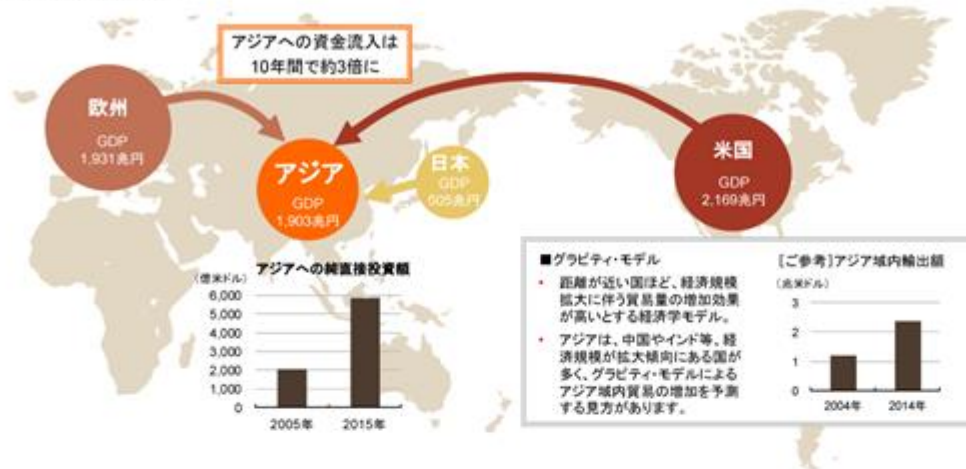 アジアへの資金流入は
10年間で約3倍に
欧州
GDP
1,931兆円
アジア
GDP
1,903兆円
日本
GDP
505兆円
米国
GDP
2,169兆円
アジアへの純直接投資額
（億米ドル）
6,000
5,000
4,000
3,000
2,000
1,000
0
2005年
2015年
■グラビティ・モデル
• 距離が近い国ほど、経済規模
拡大に伴う貿易量の増加効果
が高いとする経済学モデル。
• アジアは、中国やインド等、経
済規模が拡大傾向にある国が
多く、グラビティ・モデルによる
アジア域内貿易の増加を予測
する見方があります。
［ご参考］アジア域内輸出額
（兆米ドル）
3
2
1
0
2004年
2014年